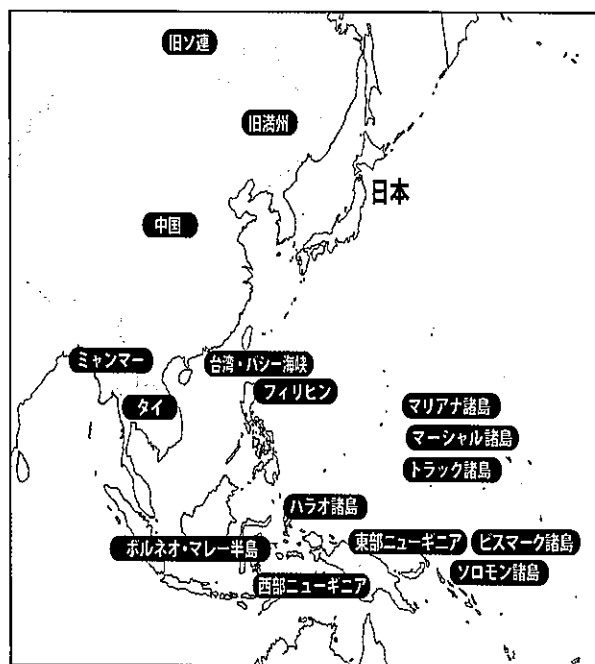 旧ソ連
旧満州
日本
中国
ミャンマー
台湾・バシー海峡
フィリピン
タイ
マリアナ諸島
マーシャル諸島
トラック諸島
パラオ諸島
ボルネオ・マレー半島
東部ニューギニア
ビスマーク諸島
ソロモン諸島
西部ニューギニア